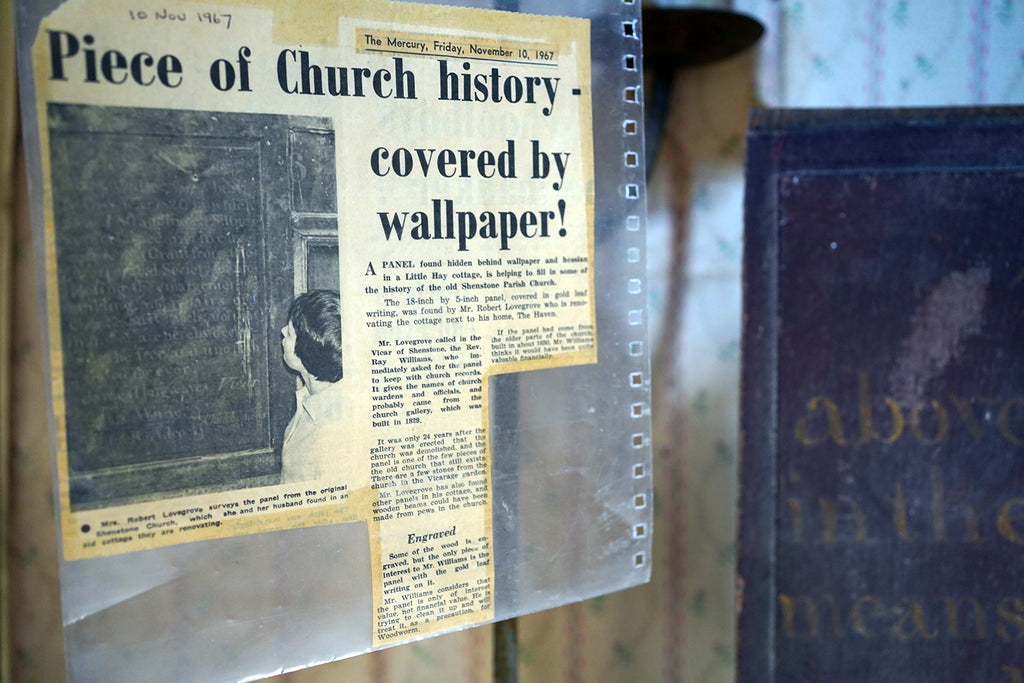 10 Nov 1967
The Mercury, Friday, November 10, 1967
Piece of Church history -
covered by
wallpaper!
A PANEL found hidden behind wallpaper and hessian
in a Little Hay cottage, is helping to fill in some of
the history of the old Shenstone Parish Church.
The 18-inch by 5-inch panel, covered in gold leaf
writing, was found by Mr. Robert Lovegrove who is reno-
vating the cottage next to his home, The Haven.
Mr. Lovegrove called in the
Vicar of Shenstone, the Rev.
Ray Williams, who im-
mediately asked for the panel
to keep with church records.
It gives the names of church
wardens and officials, and
probably came from the
church gallery, which was
built in 1829.
It was only 24 years after the
gallery was erected that the
church was demolished, and the
panel is one of the few pieces of
the old church that still exists.
There are a few stones from the
church in the Vicarage garden.
Mr. Lovegrove has also found
other panels in his cottage, and
wooden beams could have been
made from pews in the church.
Engraved
Some of the wood is en-
graved, but the only piece of
interest to Mr. Williams is the
panel with the gold leaf
writing on it.
Mr. Williams considers that
the panel is only of interest
value, not financial value. He is
trying to clean it up and will
treat it, as a precaution, for
Woodworm.
If the panel had come from
the older parts of the church,
built in about 1650, Mr. Williams
thinks it would have been quite
valuable financially.
Mrs. Robert Lovegrove surveys the panel from the original
Shenstone Church, which she and her husband found in an
old cottage they are renovating.
above
in the
means